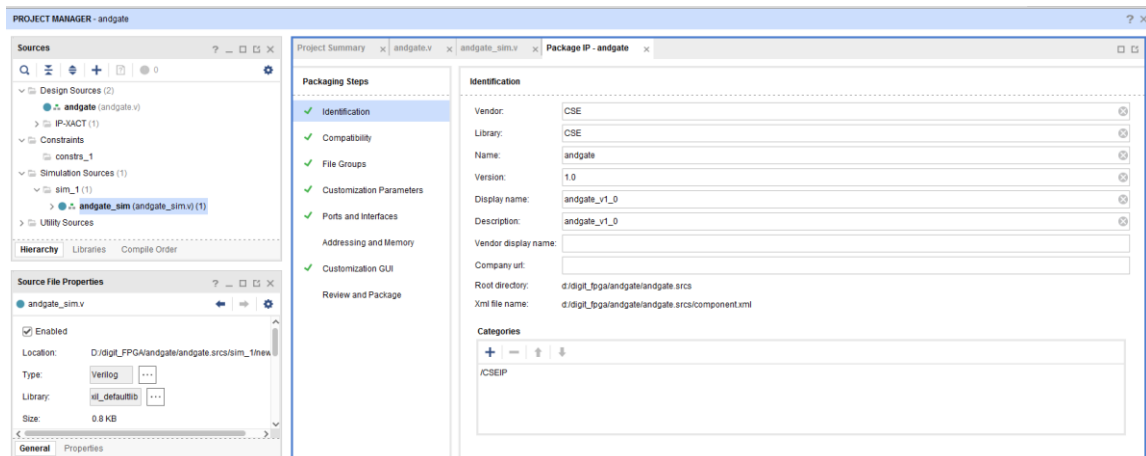 PROJECT MANAGER - andgate
Sources
0
Design Sources (2)
andgate (andgate.v)
IP-XACT (1)
Constraints
constrs_1
Simulation Sources (1)
sim_1 (1)
andgate_sim (andgate_sim.v) (1)
Utility Sources
Hierarchy Libraries Compile Order
Source File Properties
andgate_sim.v
Enabled
Location: D:/digit_FPGA/andgate/andgate.srcs/sim_1/new
Type: Verilog
Library: xil_defaultlib
Size: 0.8 KB
General Properties
Project Summary andgate.v andgate_sim.v Package IP - andgate
Packaging Steps
Identification
Compatibility
File Groups
Customization Parameters
Ports and Interfaces
Addressing and Memory
Customization GUI
Review and Package
Identification
Vendor: CSE
Library: CSE
Name: andgate
Version: 1.0
Display name: andgate_v1_0
Description: andgate_v1_0
Vendor display name:
Company url:
Root directory: d:/digit_fpga/andgate/andgate.srcs
Xml file name: d:/digit_fpga/andgate/andgate.srcs/component.xml
Categories
/CSEIP